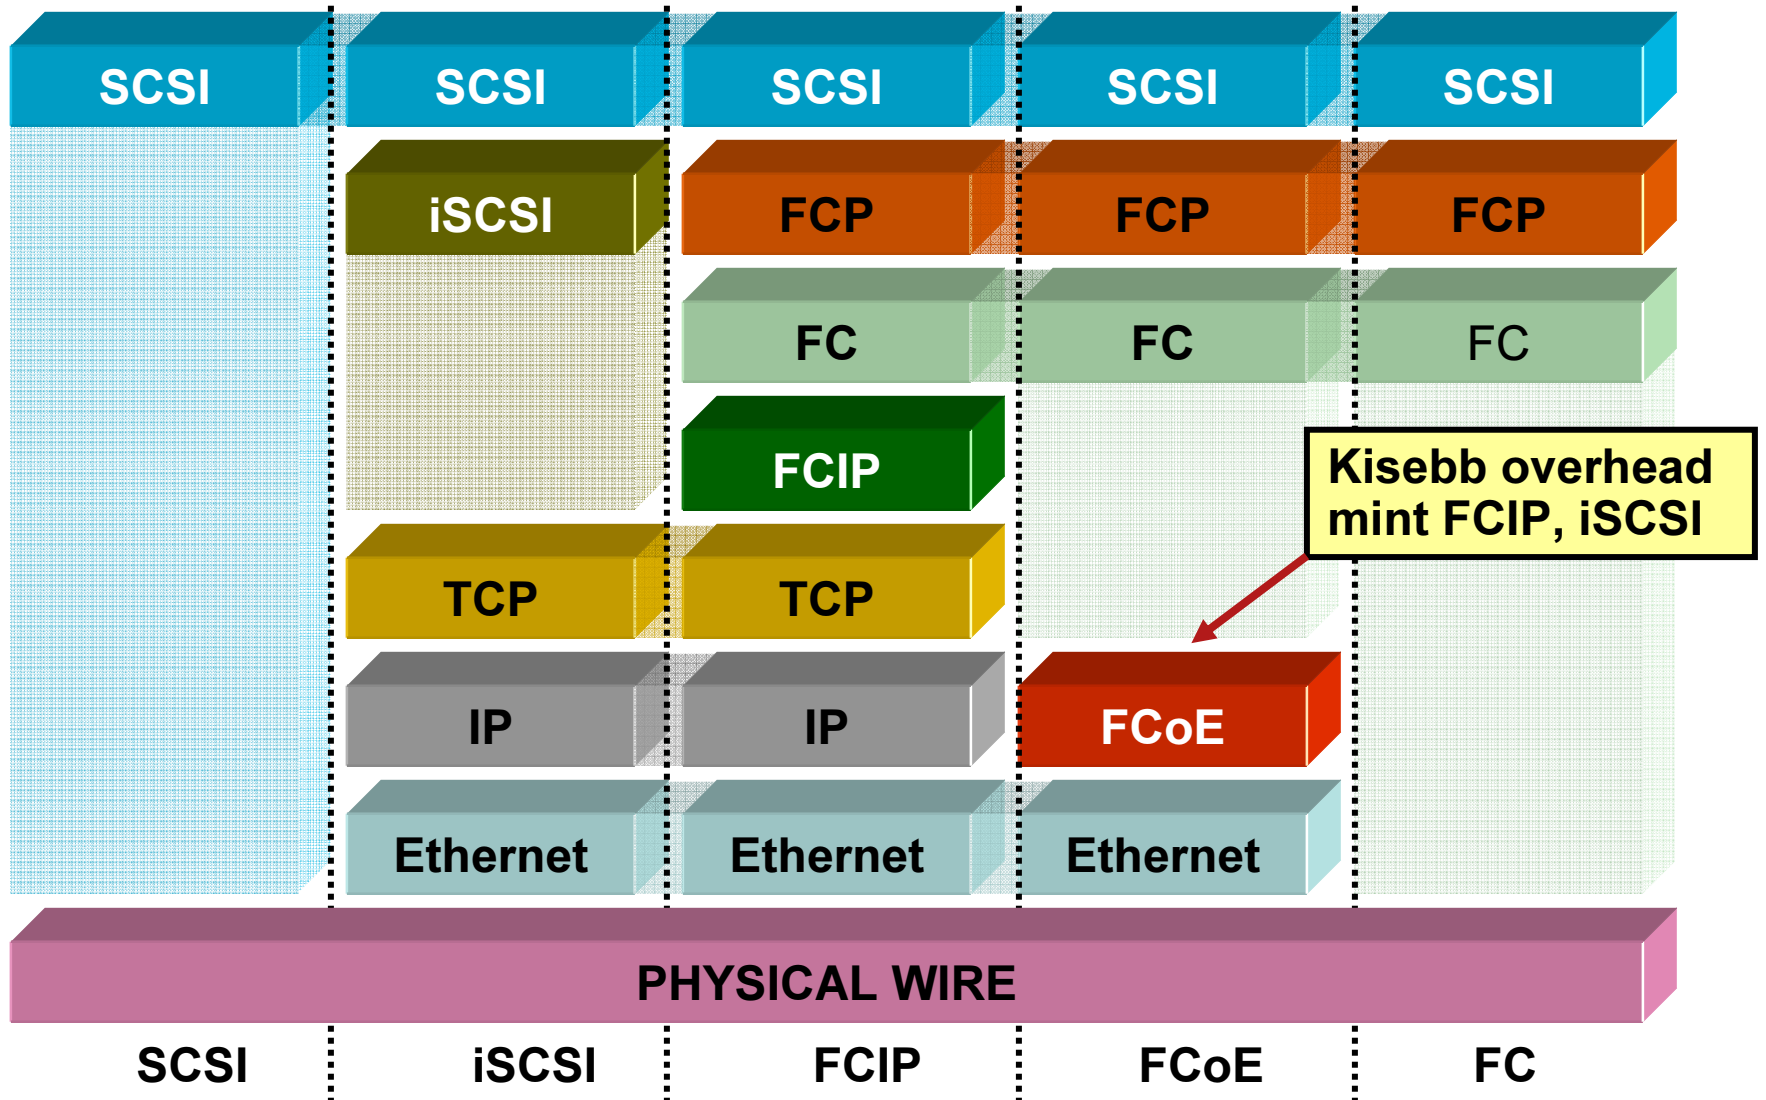 SCSI SCSI SCSI SCSI SCSI
iSCSI FCP FCP FCP
FC FC FC
FCIP
Kisebb overhead
mint FCIP, iSCSI
TCP TCP
IP IP FCoE
Ethernet Ethernet Ethernet
PHYSICAL WIRE
SCSI iSCSI FCIP FCoE FC